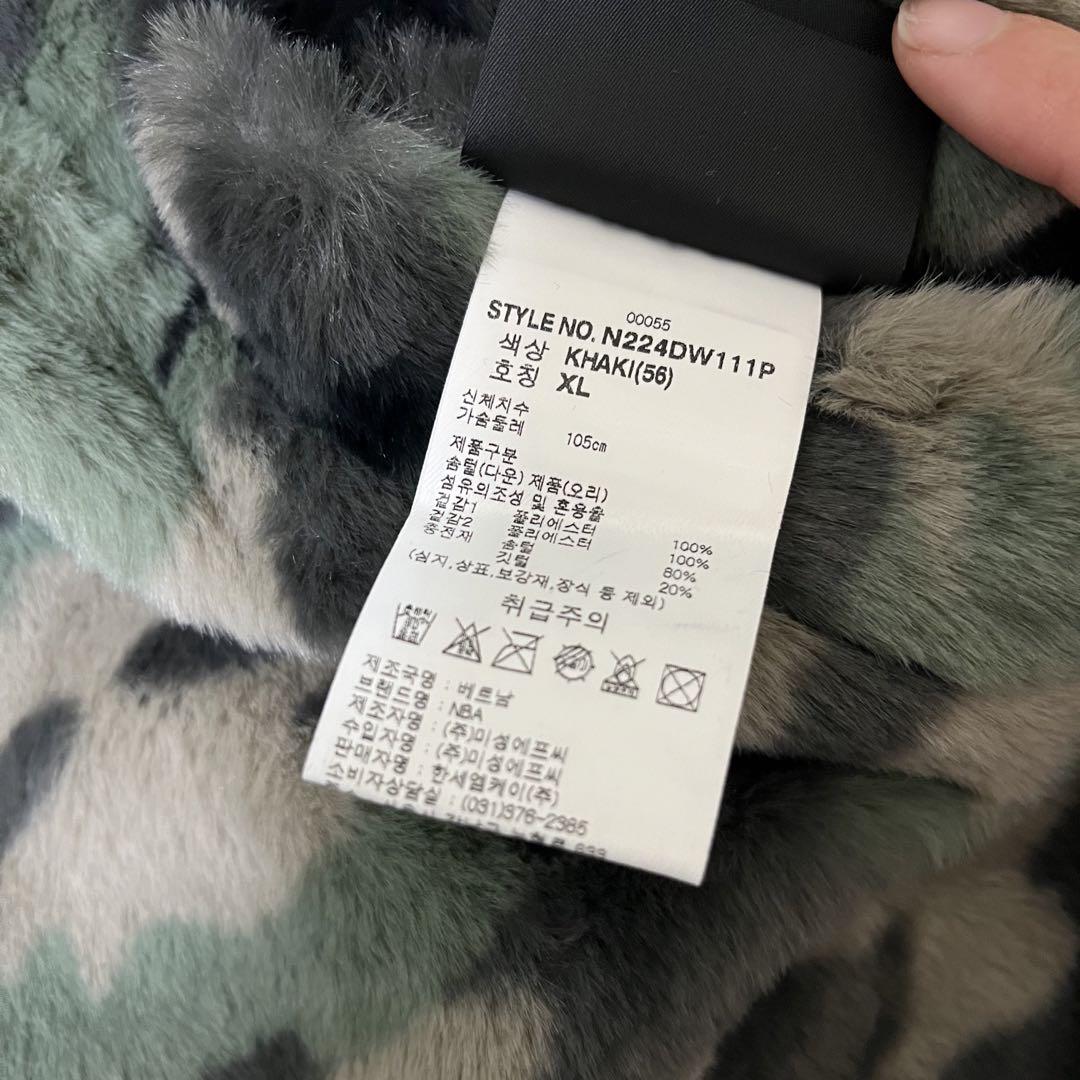 00055
STYLE NO. N224DW111P
색상 KHAKI(56)
호칭 XL
신체치수
가슴둘레 105cm
제품구분
솜털(다운) 제품(오리)
섬유의조성 및 혼용율
겉감1 폴리에스터 100%
겉감2 폴리에스터 100%
충전재 솜털 80%
깃털 20%
(심지,상표,보강재,장식 등 제외)
취급주의
제조국명 : 베트남
브랜드명 : NBA
제조자명 : (주)미성에프씨
수입자명 : (주)미성에프씨
판매자명 : 한세엠케이(주)
소비자상담실 : (031)376-2385
633